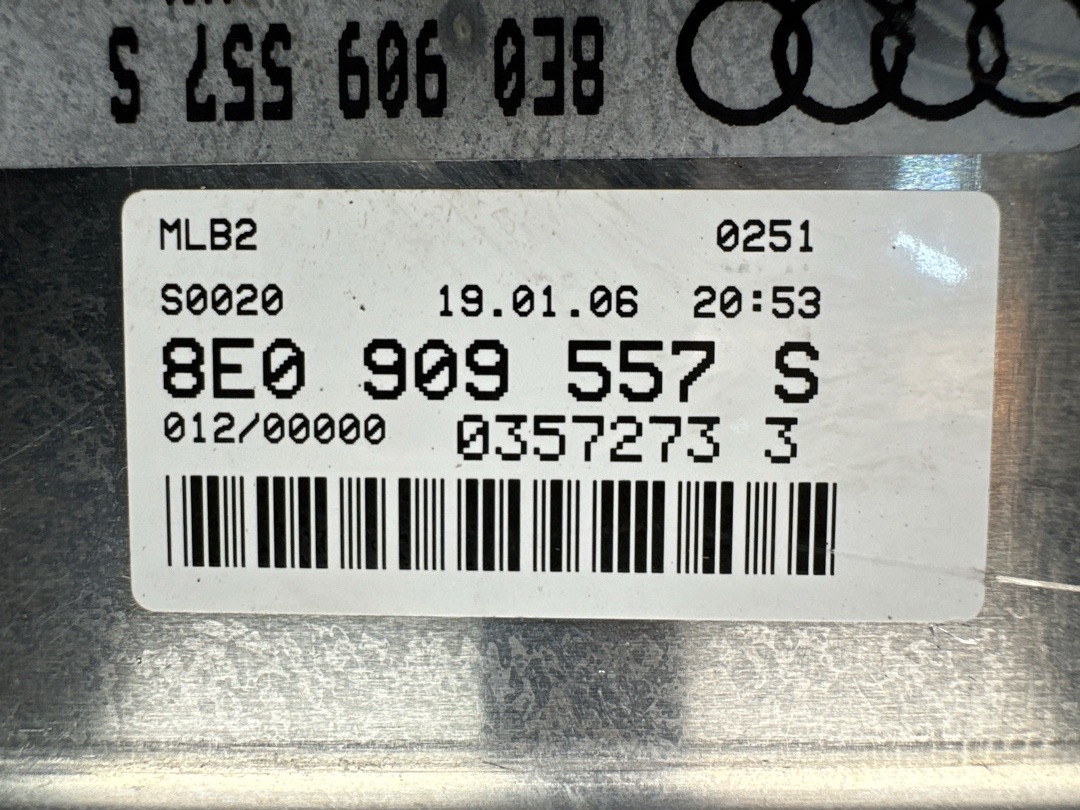 8E0 909 557 S
MLB2 0251
S0020 19.01.06 20:53
8E0 909 557 S
012/00000 0357273 3